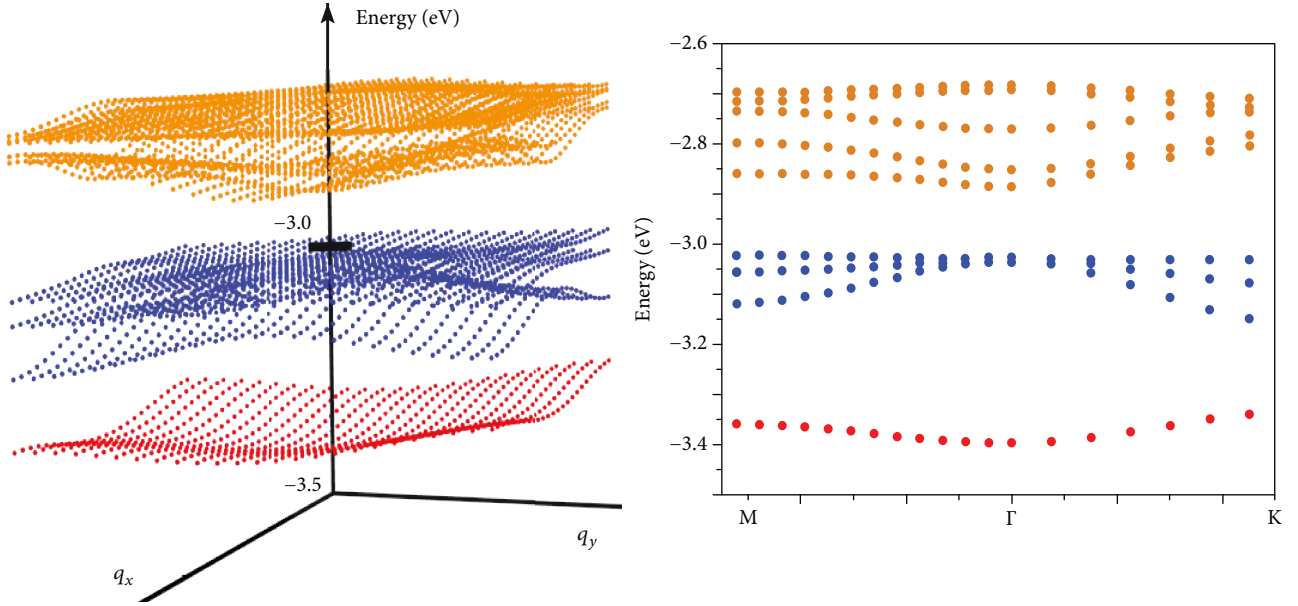 Energy (eV)
−3.0
−3.5
q_x
q_y
Energy (eV)
−2.6
−2.8
−3.0
−3.2
−3.4
M
Γ
K